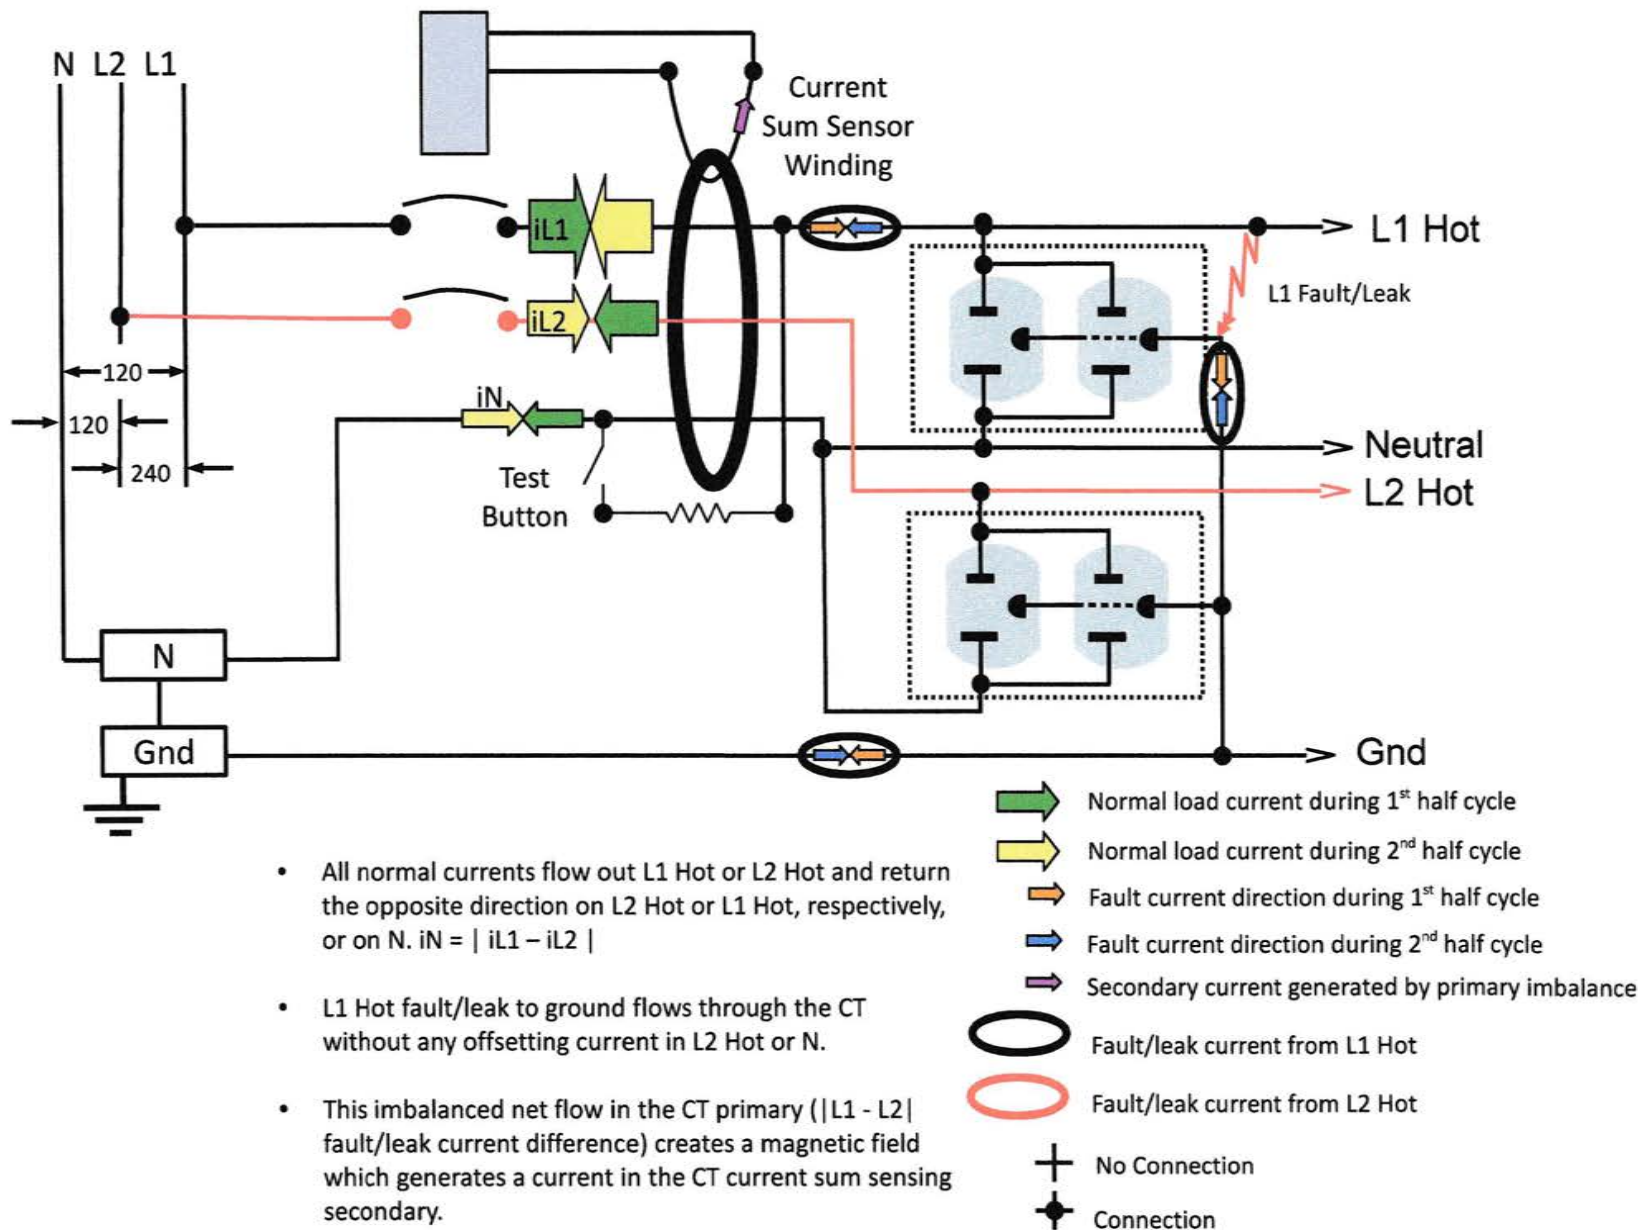 N L2 L1
Current
Sum Sensor
Winding
iL1
L1 Hot
L1 Fault/Leak
iL2
120
iN
120
240
Test
Button
Neutral
L2 Hot
N
Gnd
Gnd
Normal load current during 1st half cycle
Normal load current during 2nd half cycle
Fault current direction during 1st half cycle
Fault current direction during 2nd half cycle
Secondary current generated by primary imbalance
Fault/leak current from L1 Hot
Fault/leak current from L2 Hot
No Connection
Connection
• All normal currents flow out L1 Hot or L2 Hot and return
the opposite direction on L2 Hot or L1 Hot, respectively,
or on N. iN = | iL1 – iL2 |
• L1 Hot fault/leak to ground flows through the CT
without any offsetting current in L2 Hot or N.
• This imbalanced net flow in the CT primary (|L1 - L2|
fault/leak current difference) creates a magnetic field
which generates a current in the CT current sum sensing
secondary.